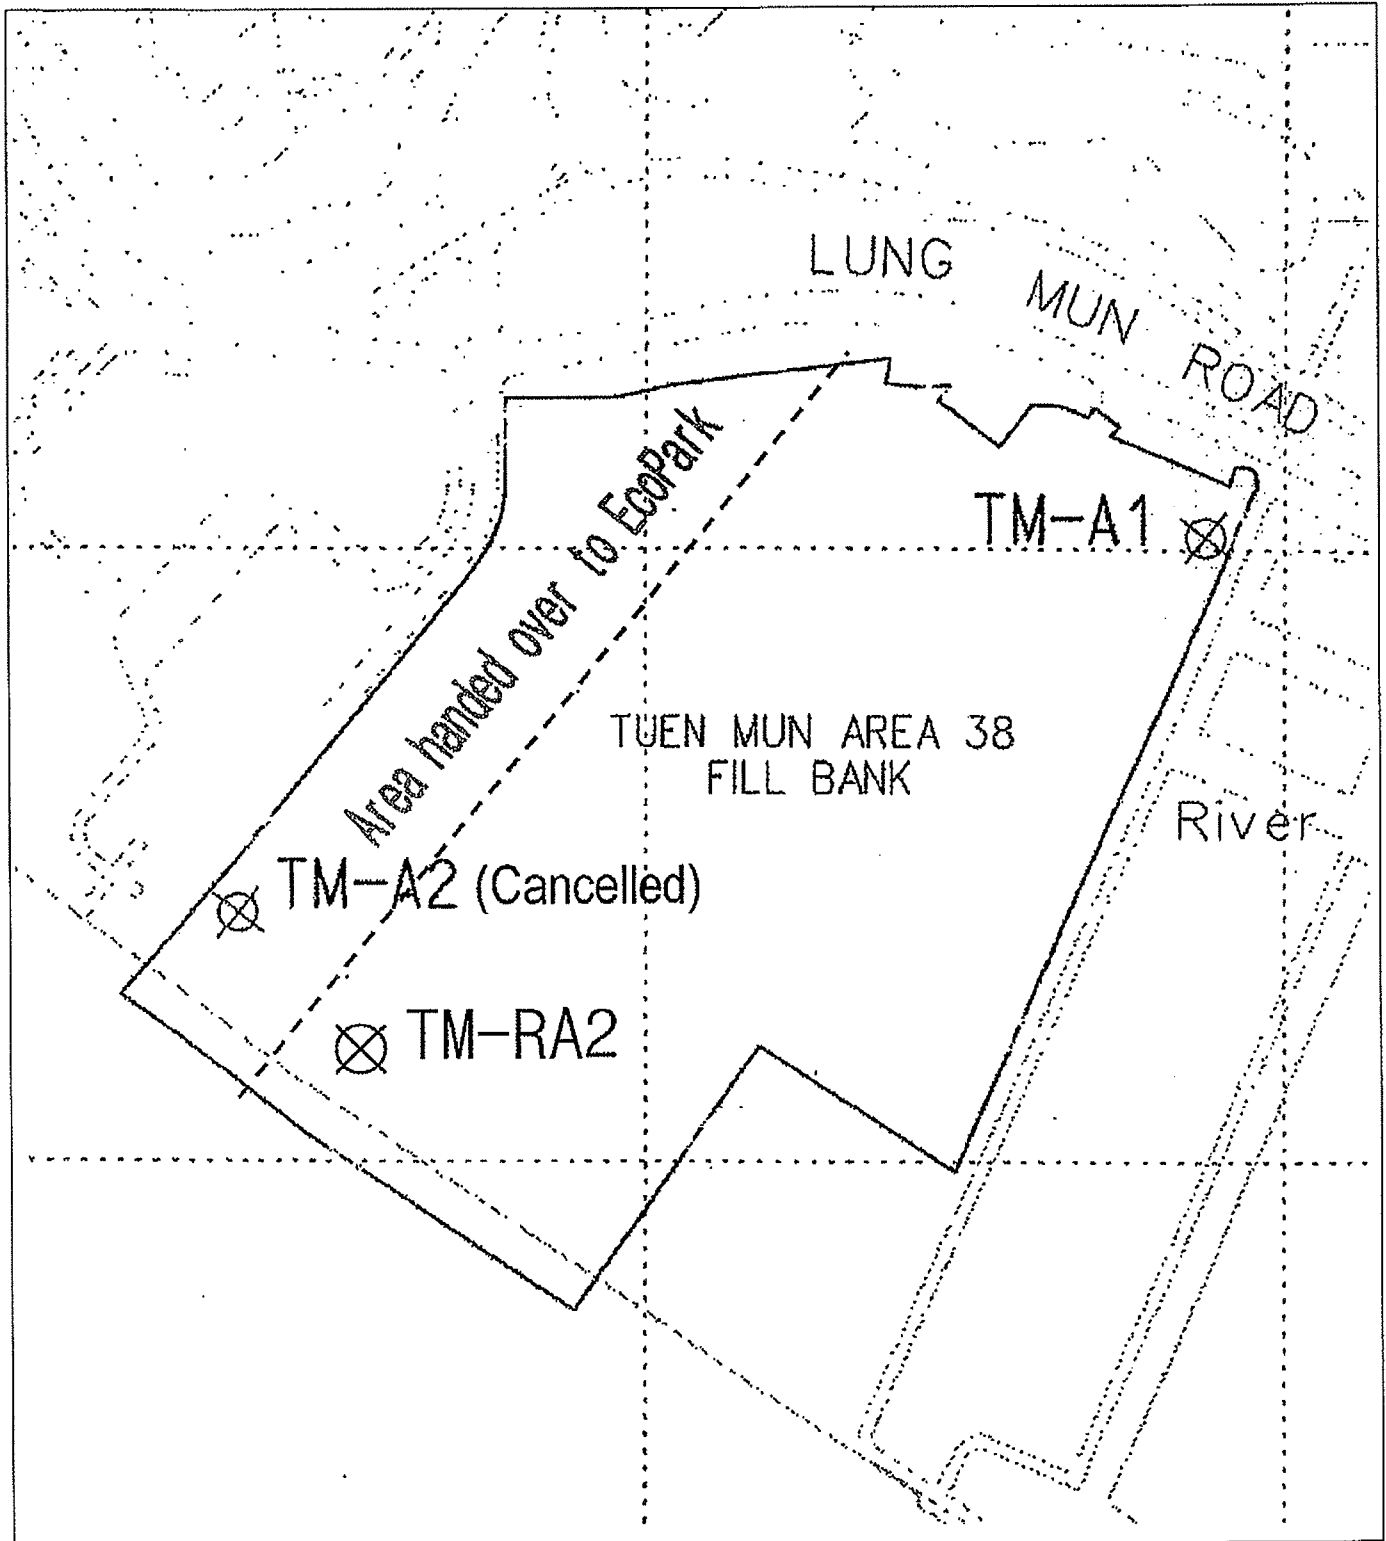 LUNG MUN ROAD
Area handed over to EcoPark
TM-A1
TUEN MUN AREA 38
FILL BANK
River
TM-A2 (Cancelled)
TM-RA2